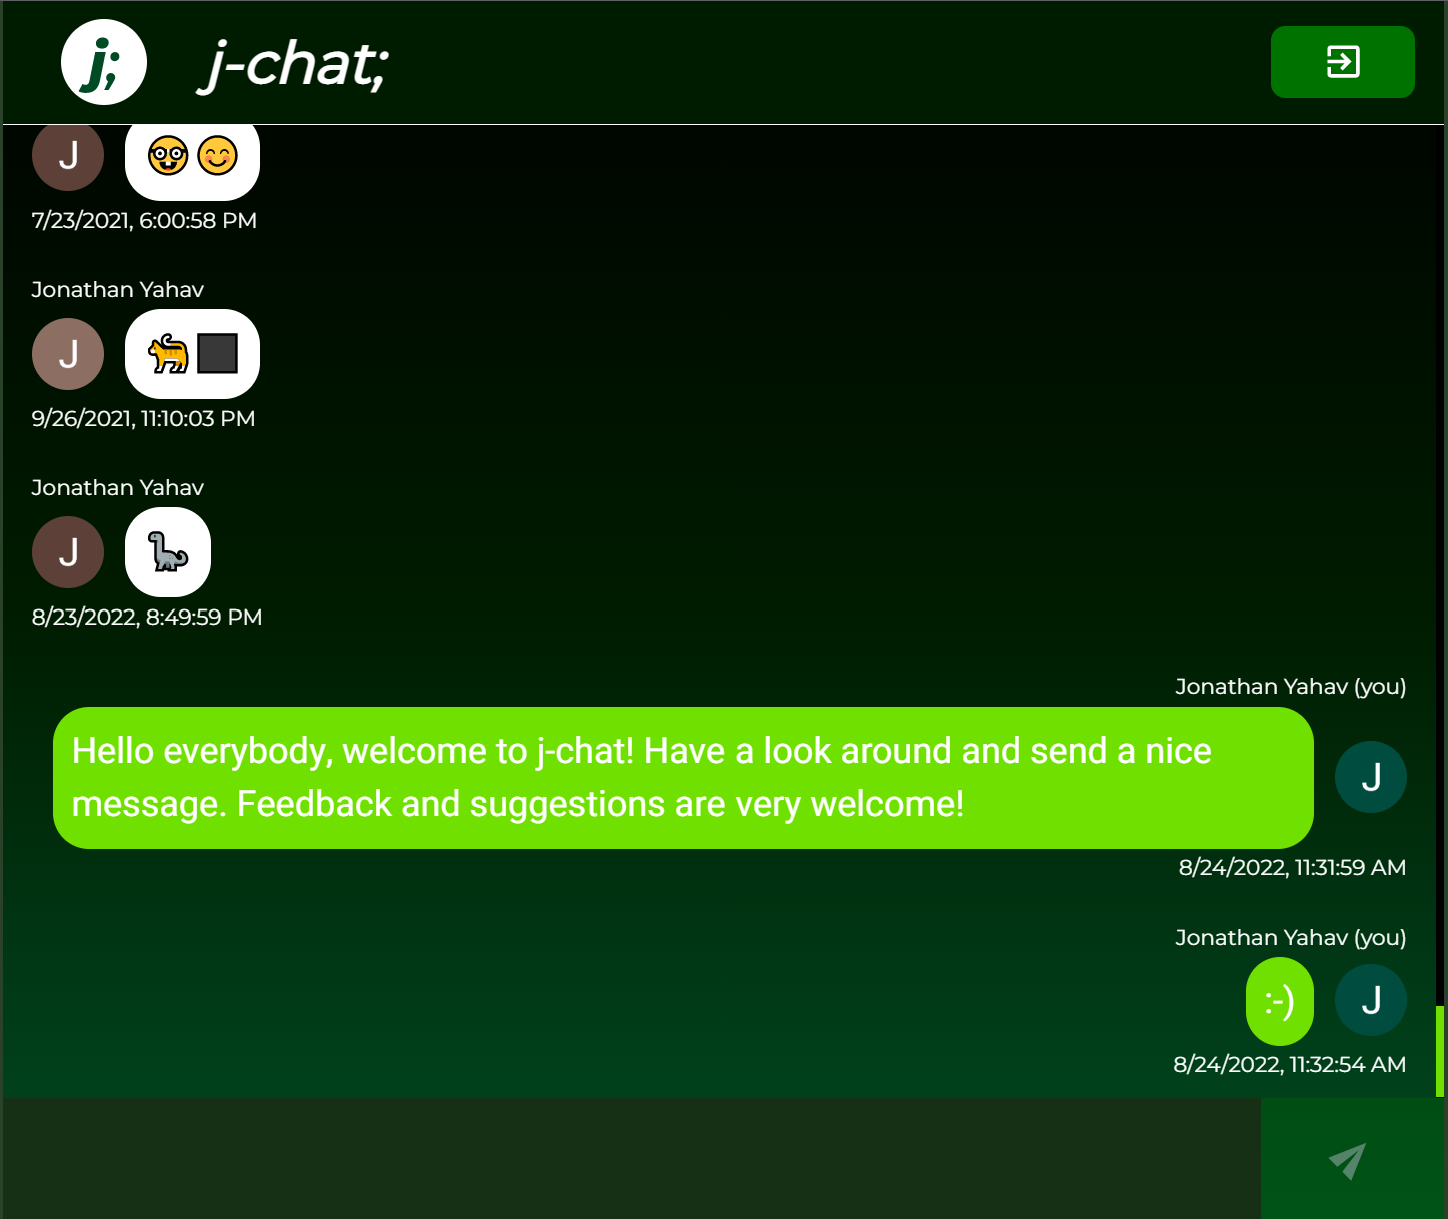 j;
j-chat;
J
🤓😊
7/23/2021, 6:00:58 PM
Jonathan Yahav
J
🐈⬛
9/26/2021, 11:10:03 PM
Jonathan Yahav
J
🦕
8/23/2022, 8:49:59 PM
Jonathan Yahav (you)
Hello everybody, welcome to j-chat! Have a look around and send a nice
message. Feedback and suggestions are very welcome!
J
8/24/2022, 11:31:59 AM
Jonathan Yahav (you)
:-)
J
8/24/2022, 11:32:54 AM